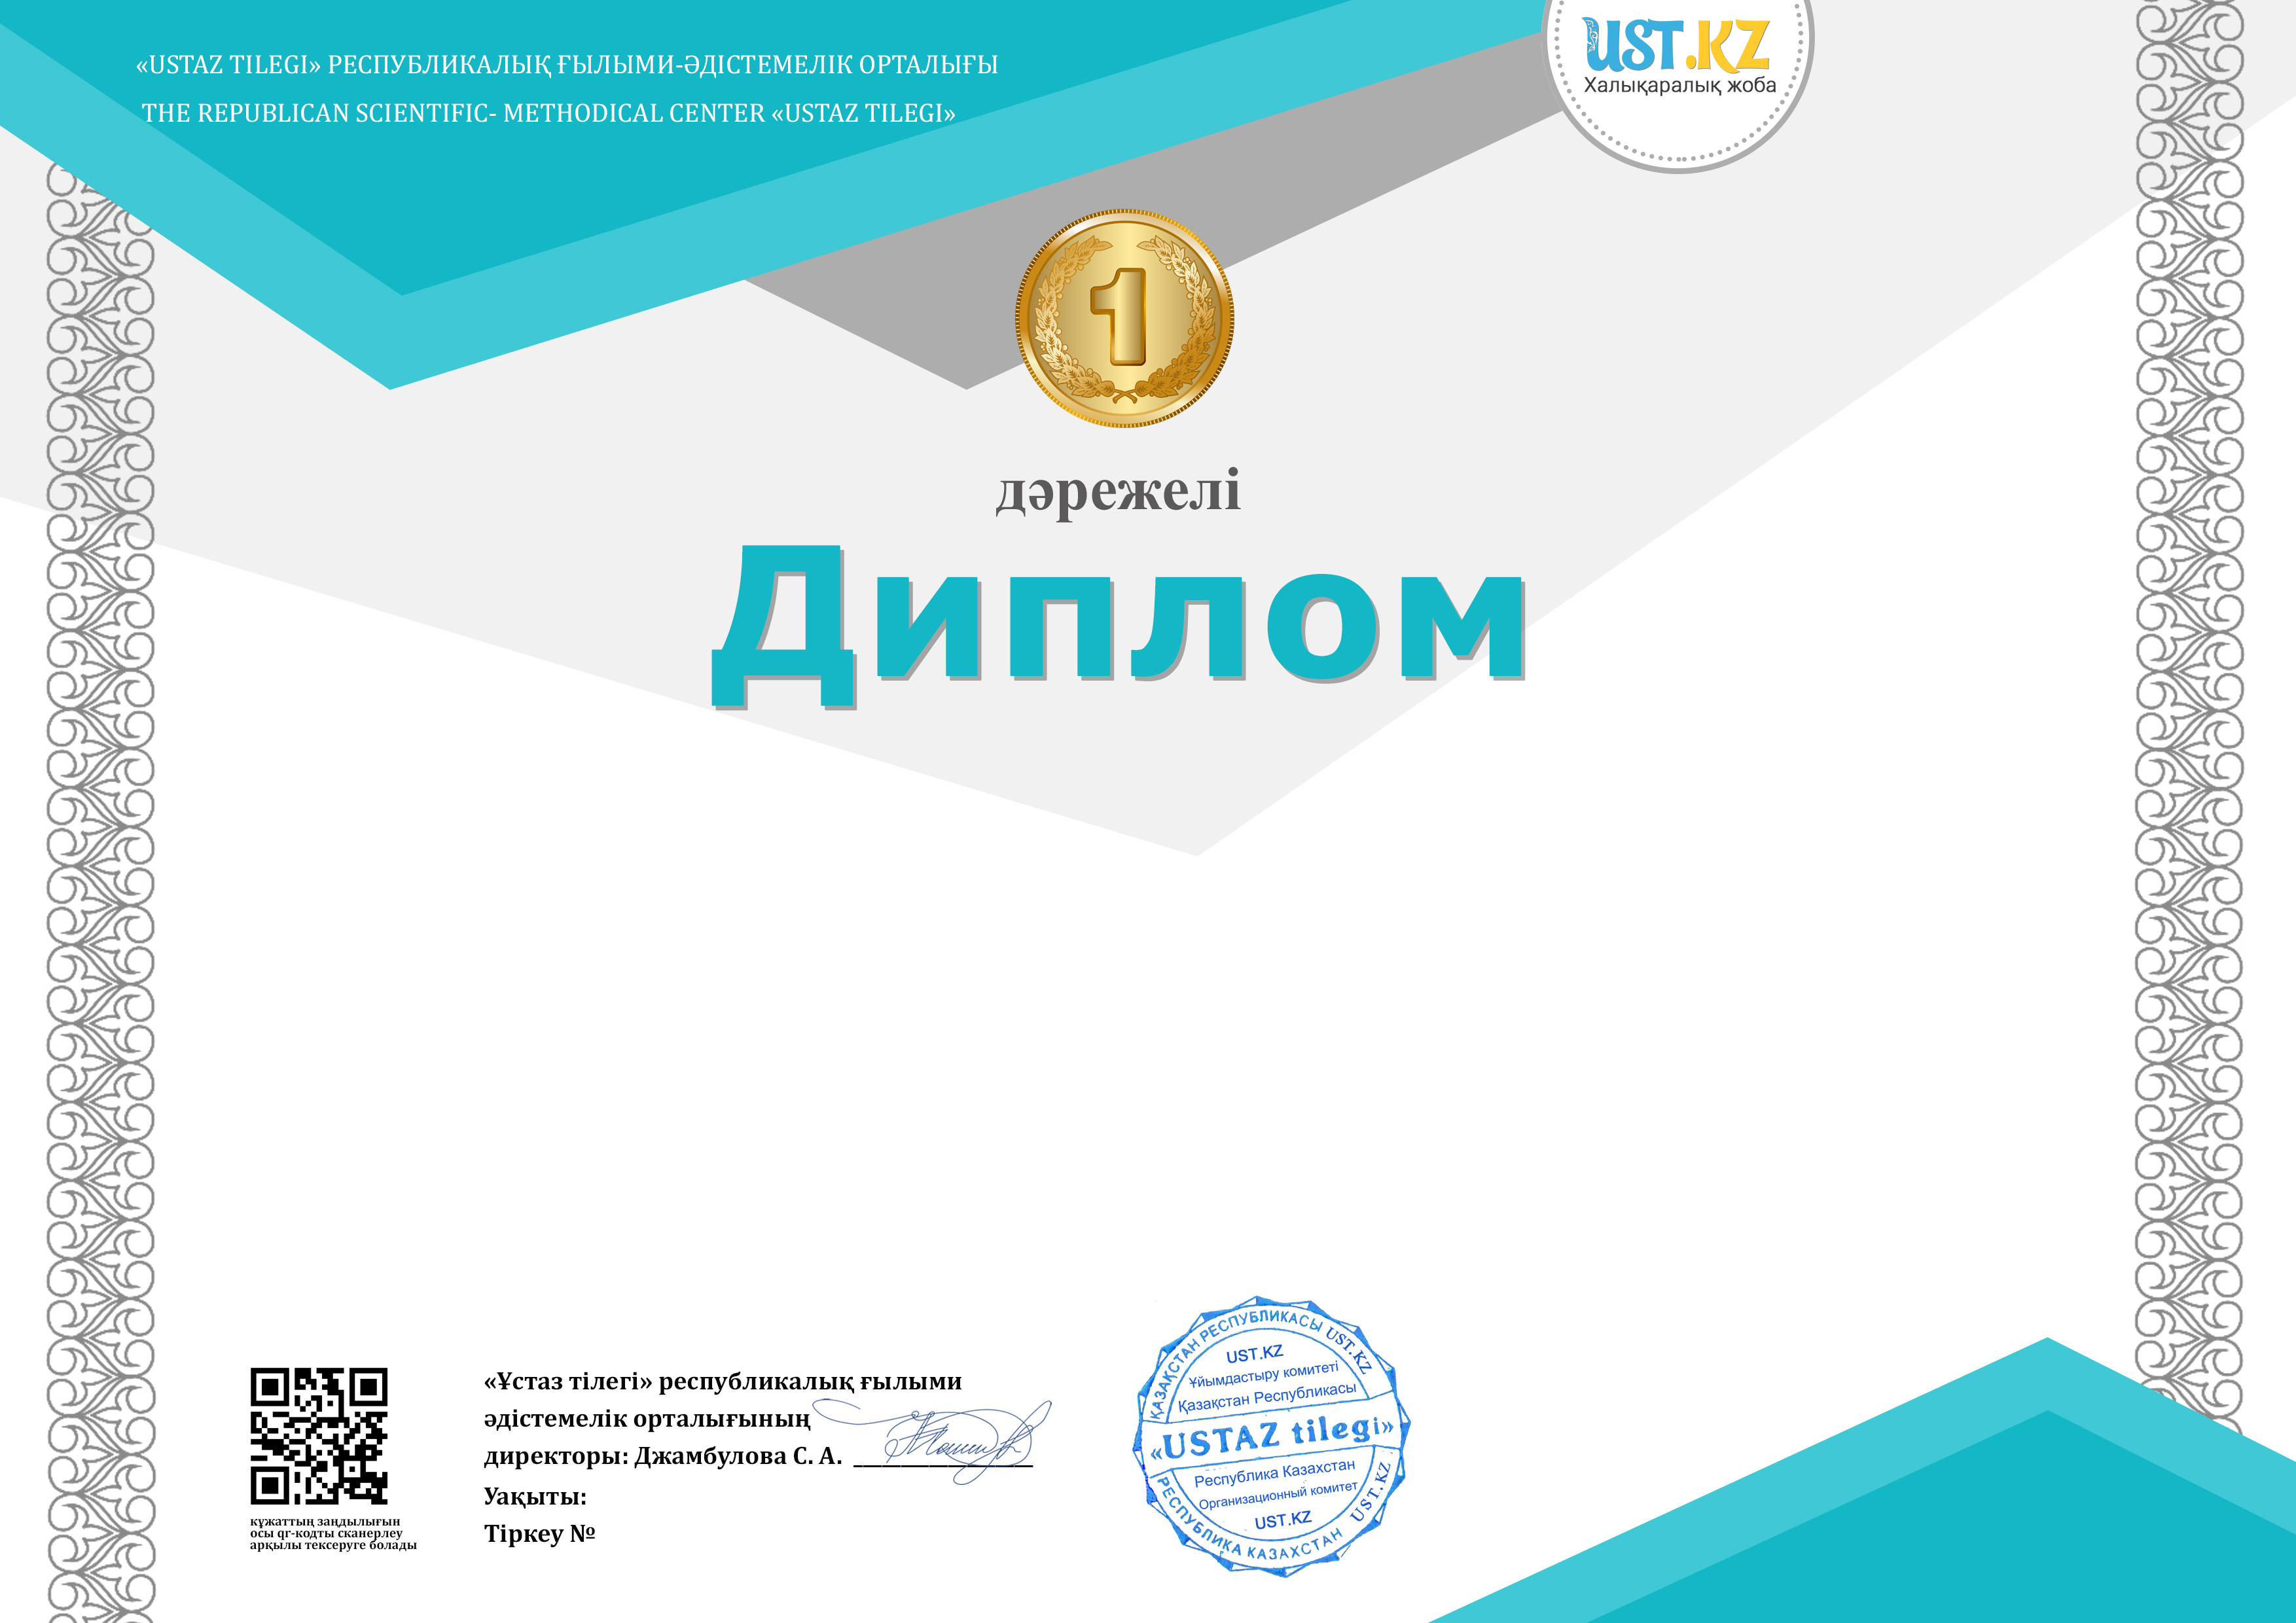 «USTAZ TILEGI» РЕСПУБЛИКАЛЫҚ ҒЫЛЫМИ-ӘДІСТЕМЕЛІК ОРТАЛЫҒЫ
THE REPUBLICAN SCIENTIFIC- METHODICAL CENTER «USTAZ TILEGI»
UST.KZ
Халықаралық жоба
1
дәрежелі
Диплом
«Ұстаз тілегі» республикалық ғылыми
әдістемелік орталығының
директоры: Джамбулова С. А.
Уақыты:
Тіркеу №
құжаттың заңдылығын
осы qr-кодты сканерлеу
арқылы тексеруге болады
ҚАЗАҚСТАН РЕСПУБЛИКАСЫ UST.KZ
UST.KZ
Ұйымдастыру комитеті
Қазақстан Республикасы
«USTAZ tilegi»
Республика Казахстан
Организационный комитет
UST.KZ
РЕСПУБЛИКА КАЗАХСТАН UST.KZ